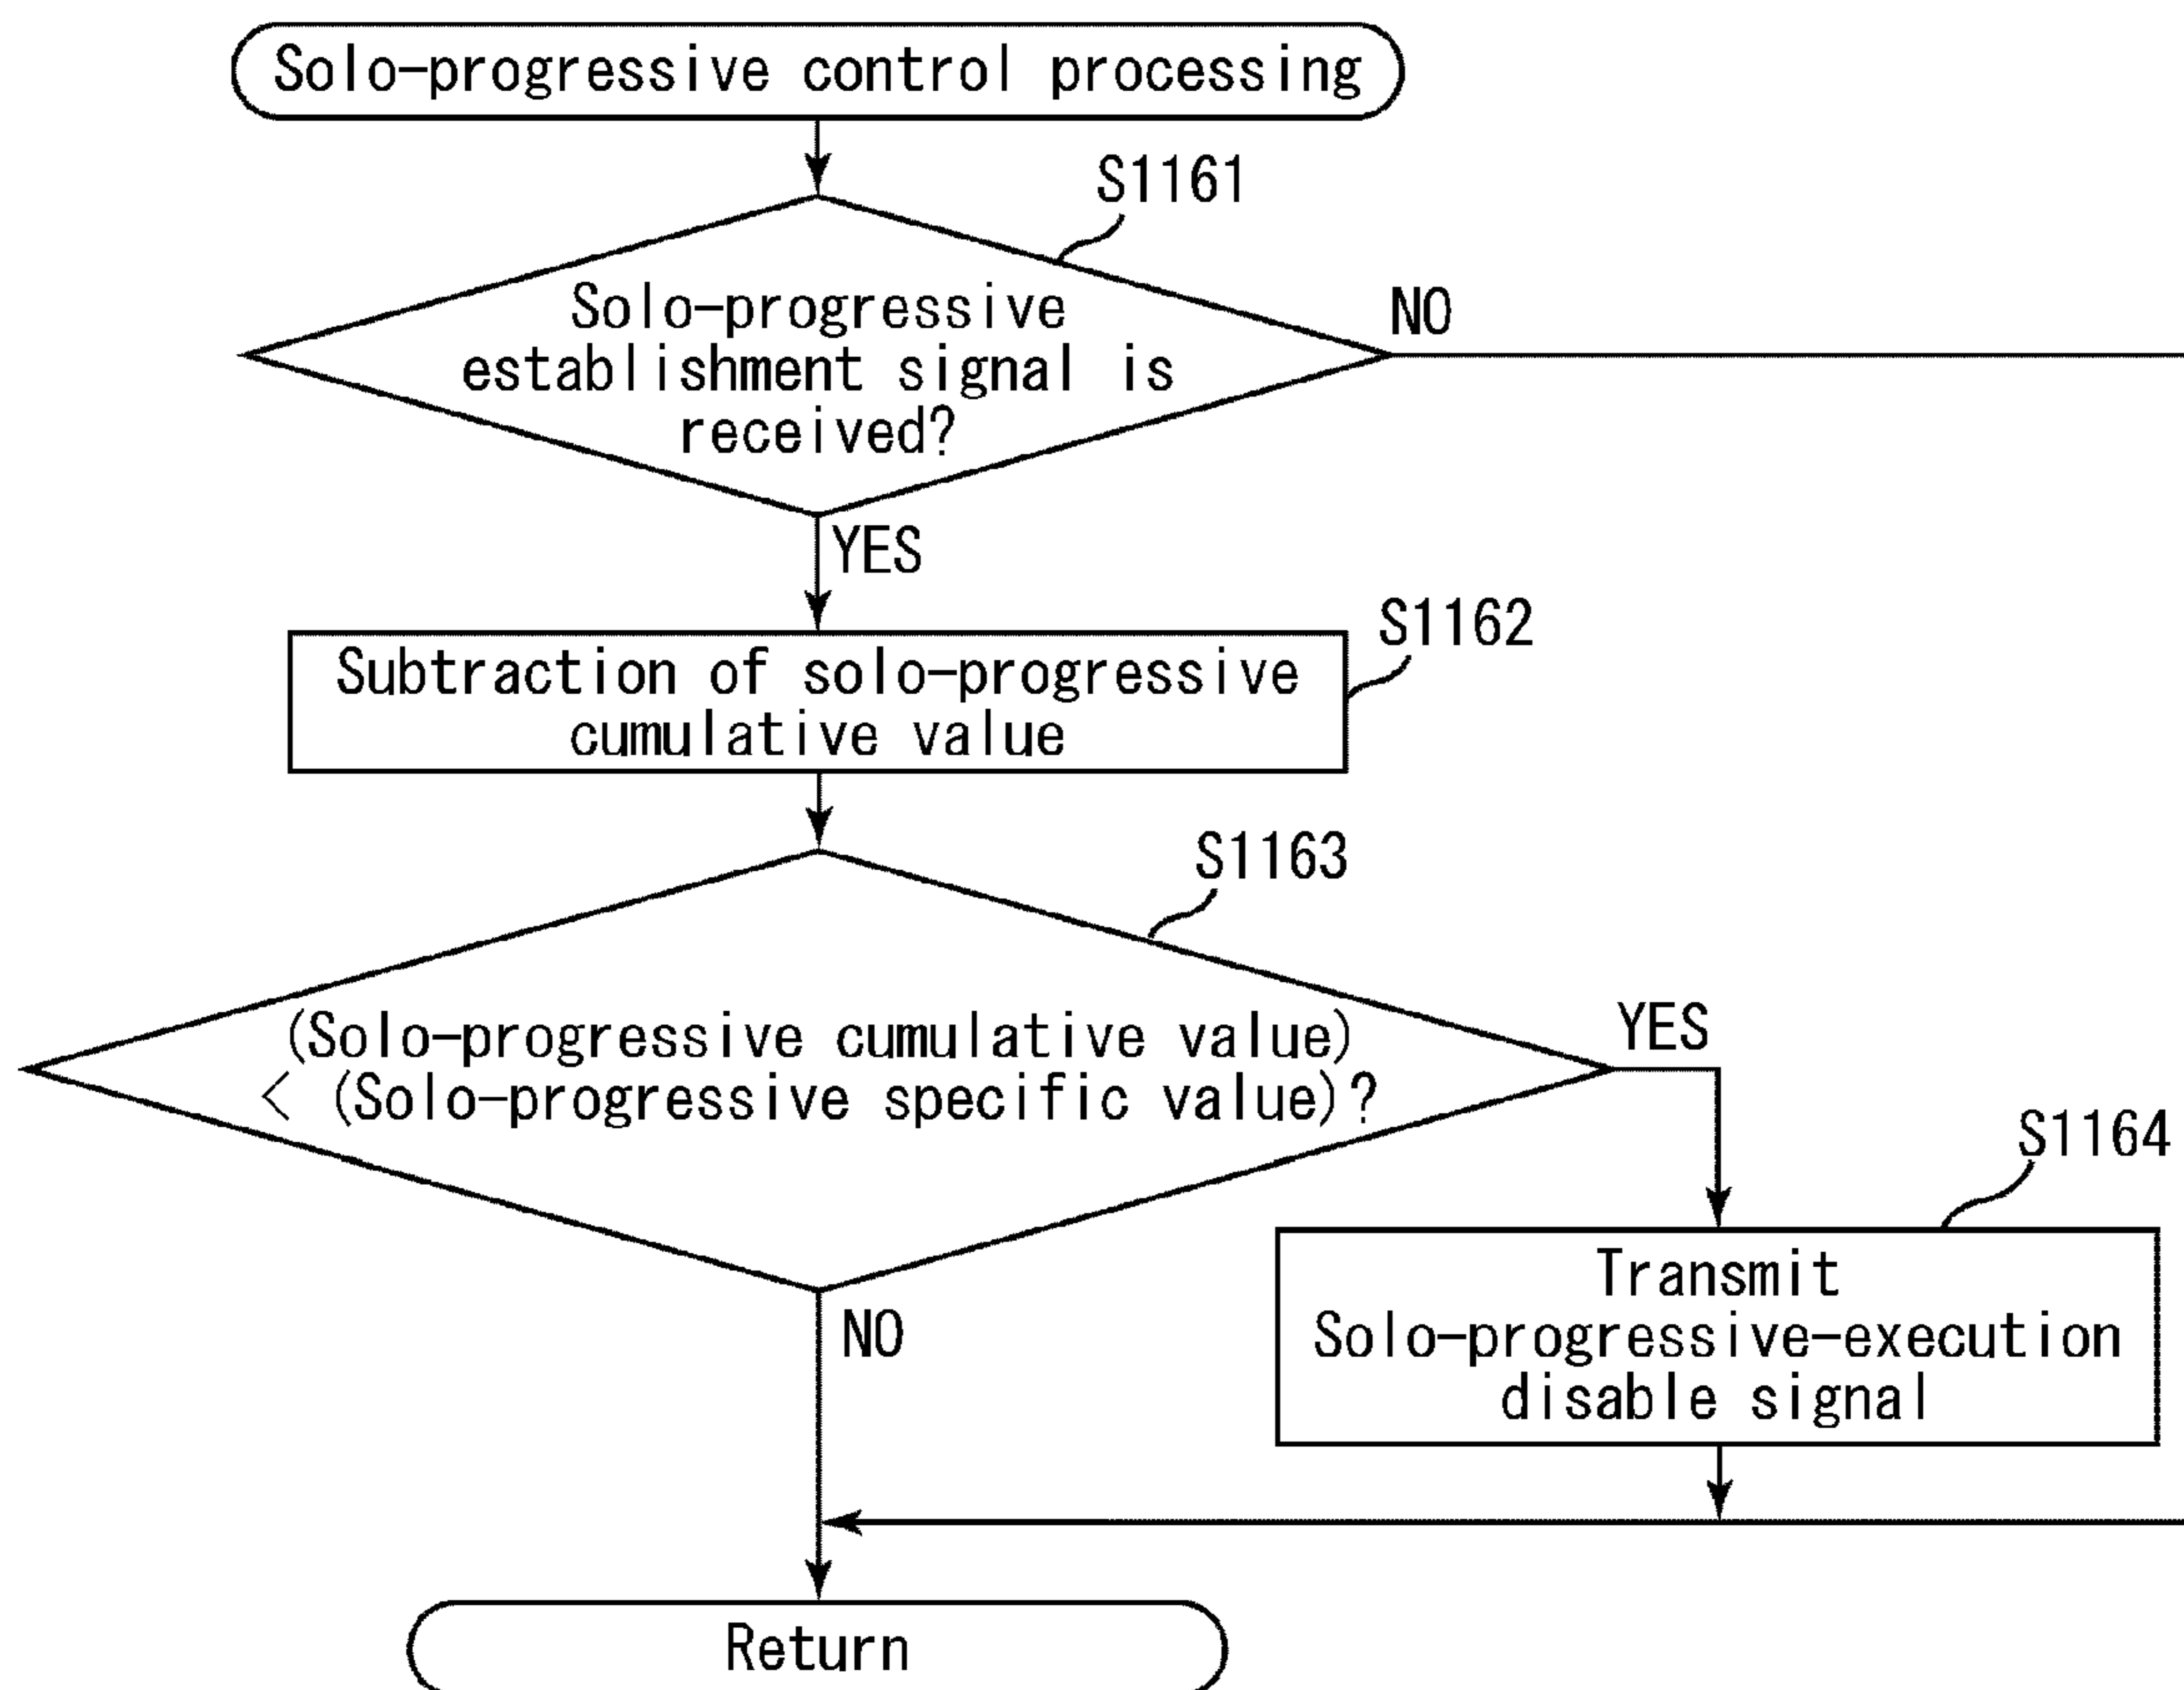 Solo-progressive control processing
S1161
Solo-progressive
establishment signal is
received?
NO
YES
S1162
Subtraction of solo-progressive
cumulative value
S1163
(Solo-progressive cumulative value)
< (Solo-progressive specific value)?
YES
S1164
Transmit
Solo-progressive-execution
disable signal
NO
Return